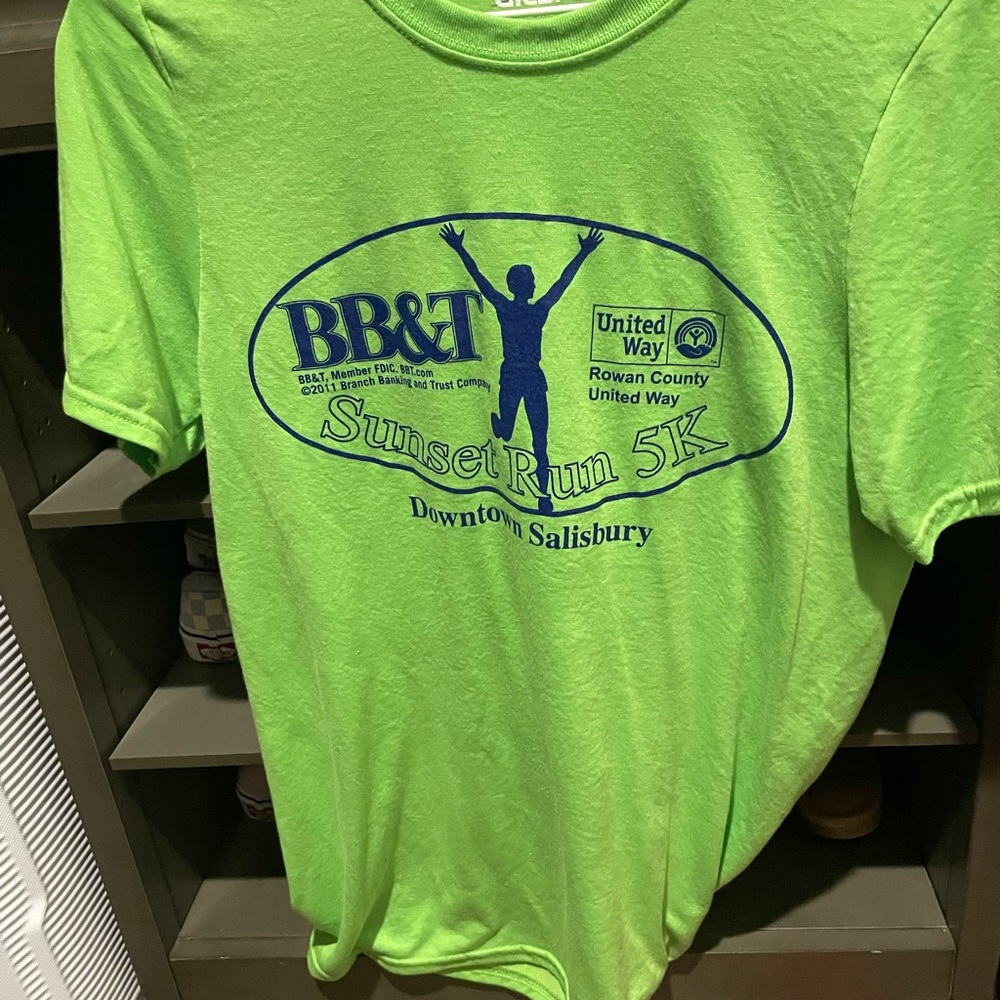 BB&T
BB&T, Member FDIC. BBT.com
©2011 Branch Banking and Trust Company
United
Way
Rowan County
United Way
Sunset Run 5K
Downtown Salisbury